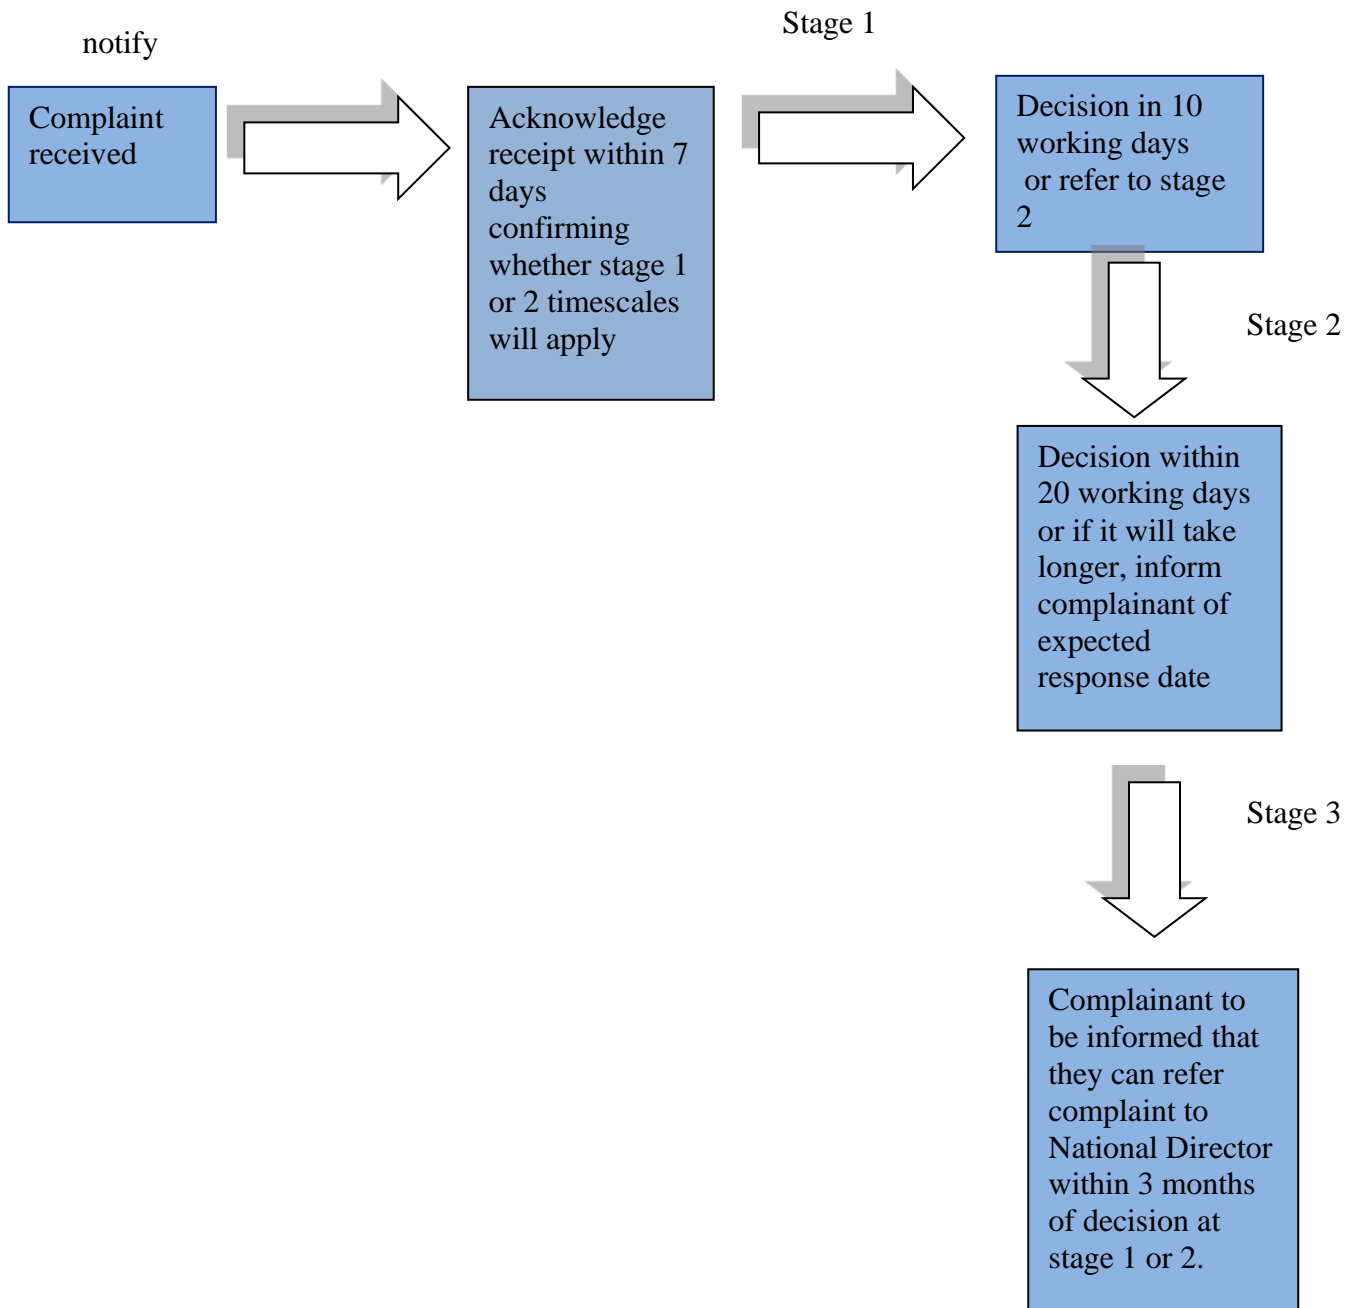 notify
Stage 1
Complaint
received
Acknowledge
receipt within 7
days
confirming
whether stage 1
or 2 timescales
will apply
Decision in 10
working days
or refer to stage
2
Stage 2
Decision within
20 working days
or if it will take
longer, inform
complainant of
expected
response date
Stage 3
Complainant to
be informed that
they can refer
complaint to
National Director
within 3 months
of decision at
stage 1 or 2.